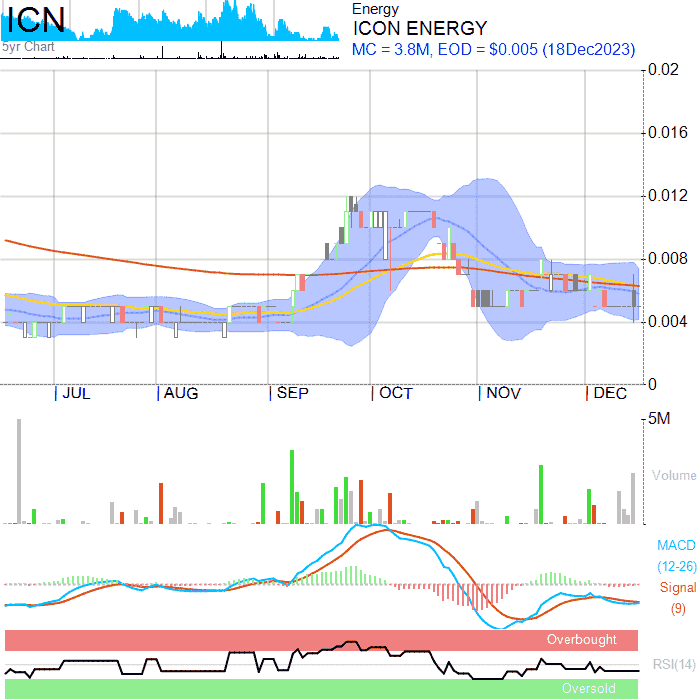 ICN
5yr Chart
Energy
ICON ENERGY
MC = 3.8M, EOD = $0.005 (18Dec2023)
0.02
0.016
0.012
0.008
0.004
0
JUL AUG SEP OCT NOV DEC
5M
Volume
MACD
(12-26)
Signal
(9)
Overbought
RSI(14)
Oversold